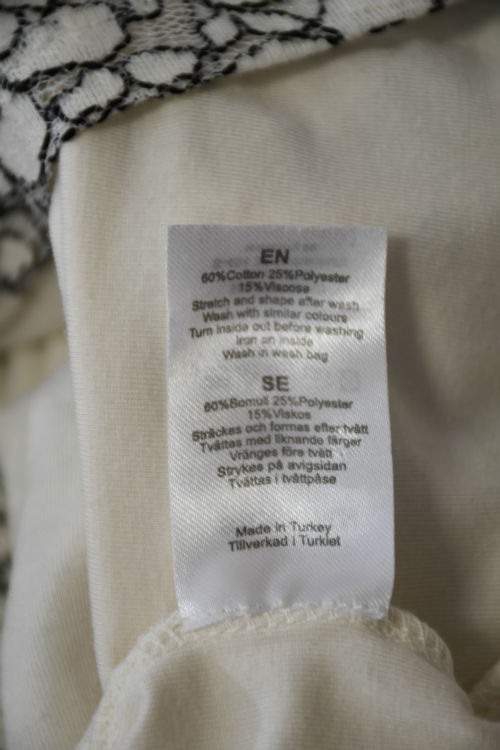 EN
60%Cotton 25%Polyester
15%Viscose
Stretch and shape after wash
Wash with similar colours
Turn inside out before washing
Iron on inside
Wash in wash bag
SE
60%Bomull 25%Polyester
15%Viskos
Sträckes och formas efter tvätt
Tvättas med liknande färger
Vränges före tvätt
Strykes på avigsidan
Tvättas i tvättpåse
Made in Turkey
Tillverkad i Turkiet